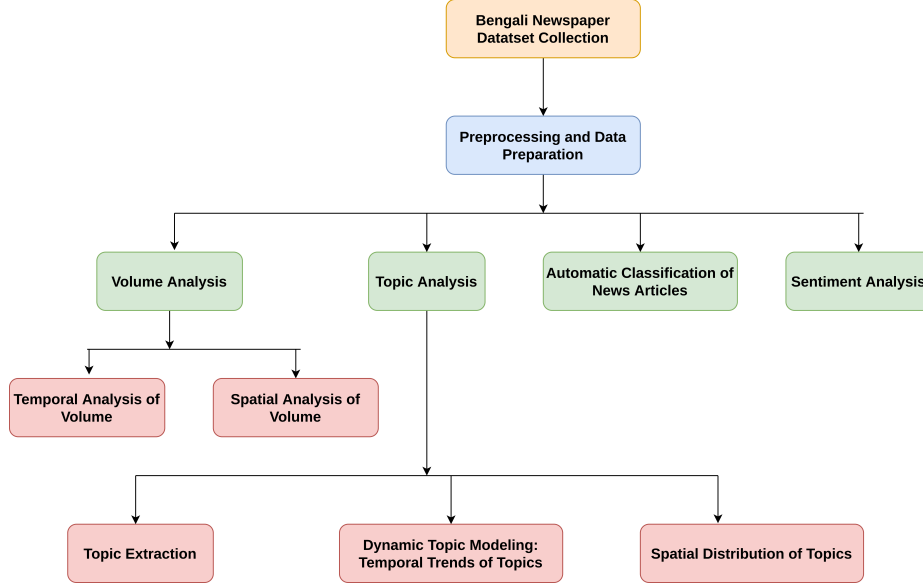 Bengali Newspaper
Datatset Collection
Preprocessing and Data
Preparation
Volume Analysis
Topic Analysis
Automatic Classification of
News Articles
Sentiment Analysis
Temporal Analysis of
Volume
Spatial Analysis of
Volume
Topic Extraction
Dynamic Topic Modeling:
Temporal Trends of Topics
Spatial Distribution of Topics